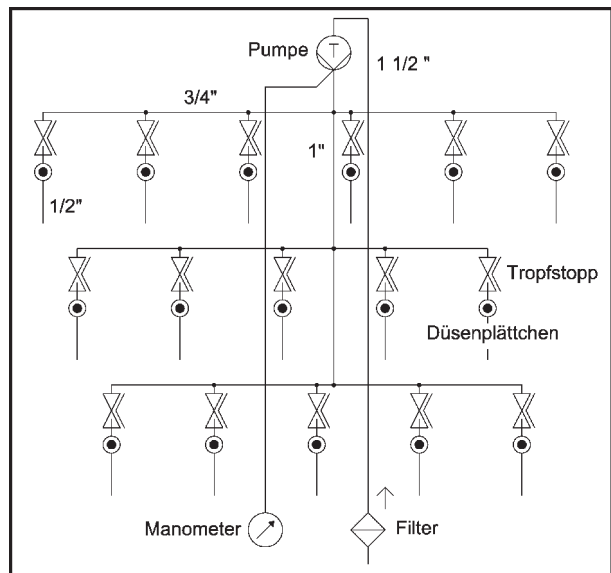 Pumpe
T
1 1/2 "
3/4"
1"
1/2"
Tropfstopp
Düsenplättchen
Manometer
Filter